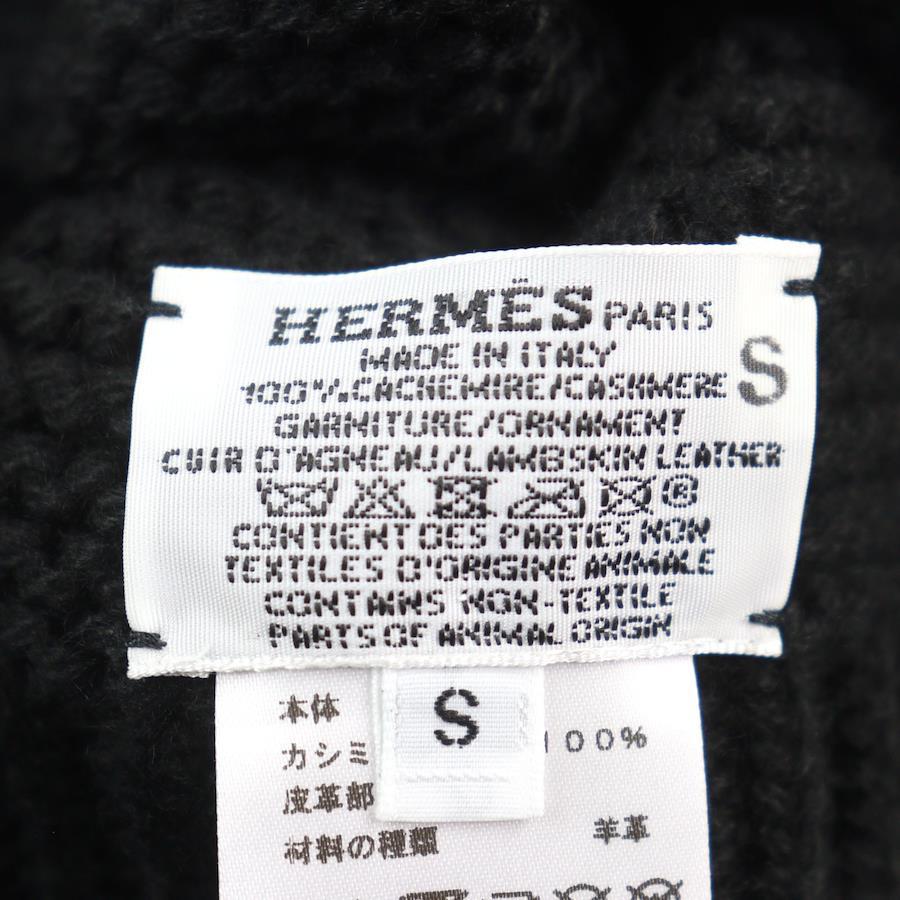 HERMÈS PARIS
MADE IN ITALY
100% CACHEMIRE/CASHMERE S
GARNITURE/ORNAMENT
CUIR D'AGNEAU/LAMBSKIN LEATHER
CONTIENT DES PARTIES NON
TEXTILES D'ORIGINE ANIMALE
CONTAINS NON-TEXTILE
PARTS OF ANIMAL ORIGIN
S
本体
カシミ 100%
皮革部
材料の種類 羊革